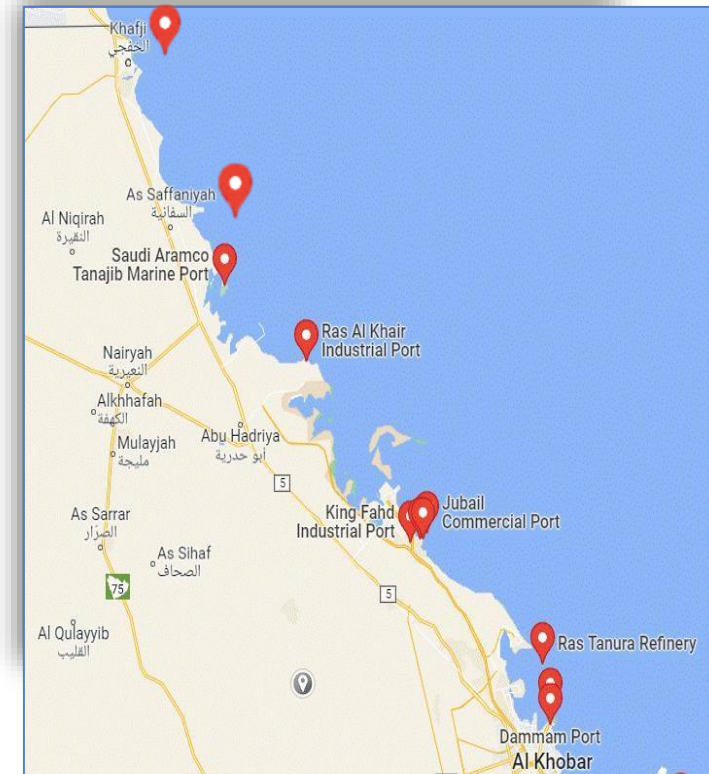 Khafji
الخفجي
As Saffaniyah
السفانية
Al Niqirah
النقيرة
Saudi Aramco
Tanajib Marine Port
Ras Al Khair
Industrial Port
Nairyah
النعيرية
Alkhhafah
الكهفة
Abu Hadriya
أبو حدرية
Mulayjah
مليجة
5
King Fahd
Industrial Port
Jubail
Commercial Port
As Sarrar
الصرّار
As Sihaf
الصحاف
75
5
Al Qulayyib
القليب
Ras Tanura Refinery
Dammam Port
Al Khobar